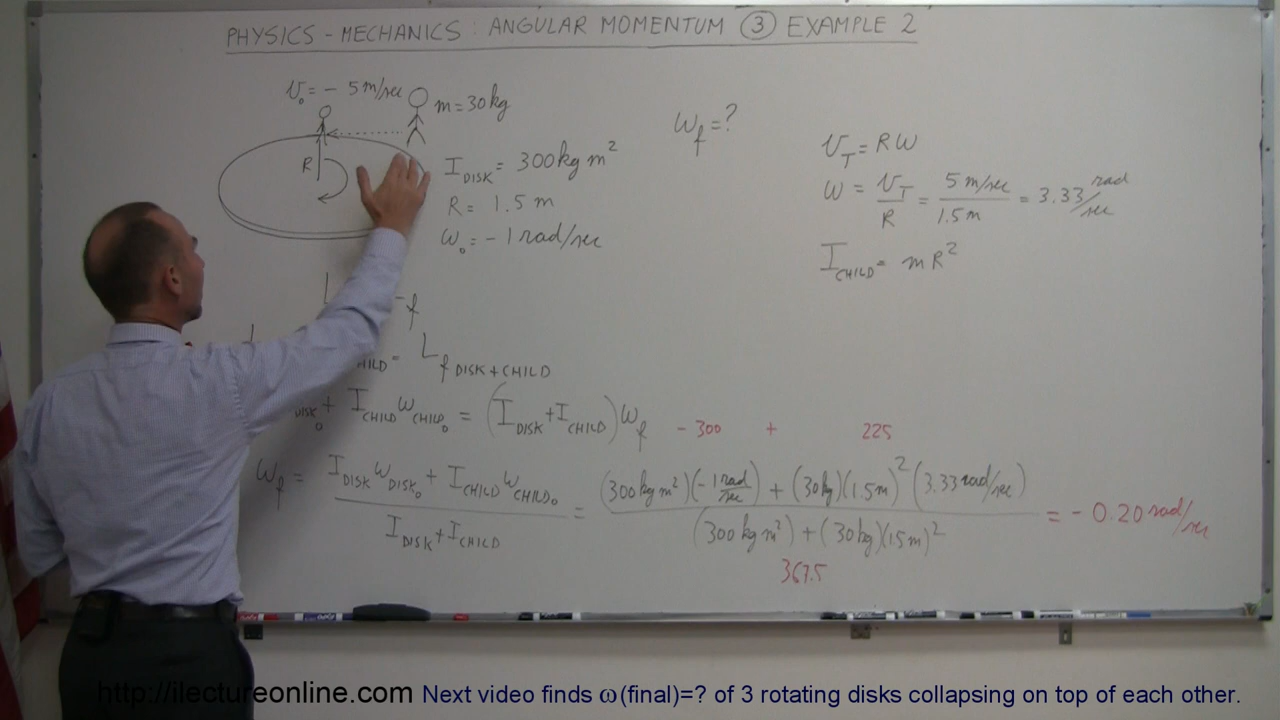 PHYSICS - MECHANICS : ANGULAR MOMENTUM ③ EXAMPLE 2
v₀ = - 5 m/sec
m = 30 kg
R
I_DISK = 300 kg m²
R = 1.5 m
ω₀ = - 1 rad/sec
ω_f = ?
v_T = R ω
ω = v_T / R = 5 m/sec / 1.5 m = 3.33 rad/sec
I_CHILD = m R²
L
f
L
CHILD = L_f DISK + CHILD
DISK₀ + I_CHILD ω_CHILD₀ = (I_DISK + I_CHILD) ω_f
- 300 + 225
ω_f = (I_DISK ω_DISK₀ + I_CHILD ω_CHILD₀) / (I_DISK + I_CHILD) = ((300 kg m²)(-1 rad/sec) + (30 kg)(1.5 m)² (3.33 rad/sec)) / ((300 kg m²) + (30 kg)(1.5 m)²) = - 0.20 rad/sec
367.5
http://ilectureonline.com Next video finds ω(final)=? of 3 rotating disks collapsing on top of each other.